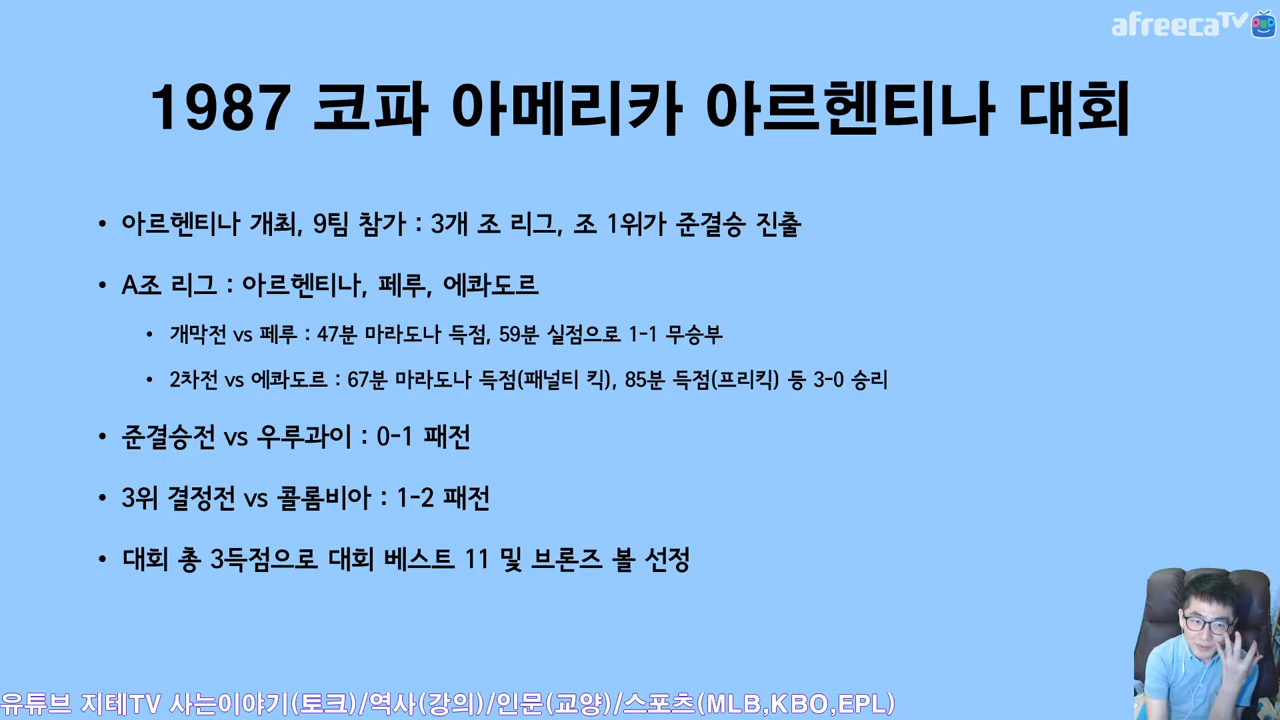 afreecaTV
1987 코파 아메리카 아르헨티나 대회
• 아르헨티나 개최, 9팀 참가 : 3개 조 리그, 조 1위가 준결승 진출
• A조 리그 : 아르헨티나, 페루, 에콰도르
• 개막전 vs 페루 : 47분 마라도나 득점, 59분 실점으로 1-1 무승부
• 2차전 vs 에콰도르 : 67분 마라도나 득점(패널티 킥), 85분 득점(프리킥) 등 3-0 승리
• 준결승전 vs 우루과이 : 0-1 패전
• 3위 결정전 vs 콜롬비아 : 1-2 패전
• 대회 총 3득점으로 대회 베스트 11 및 브론즈 볼 선정
유튜브 지테TV 사는이야기(토크)/역사(강의)/인문(교양)/스포츠(MLB,KBO,EPL)